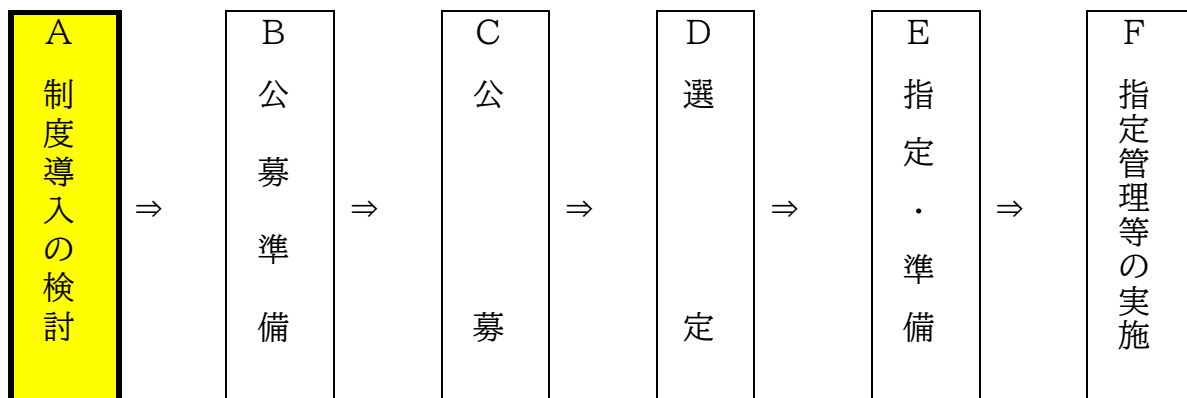 A 制度導入の検討
⇒
B 公募準備
⇒
C 公募
⇒
D 選定
⇒
E 指定・準備
⇒
F 指定管理等の実施